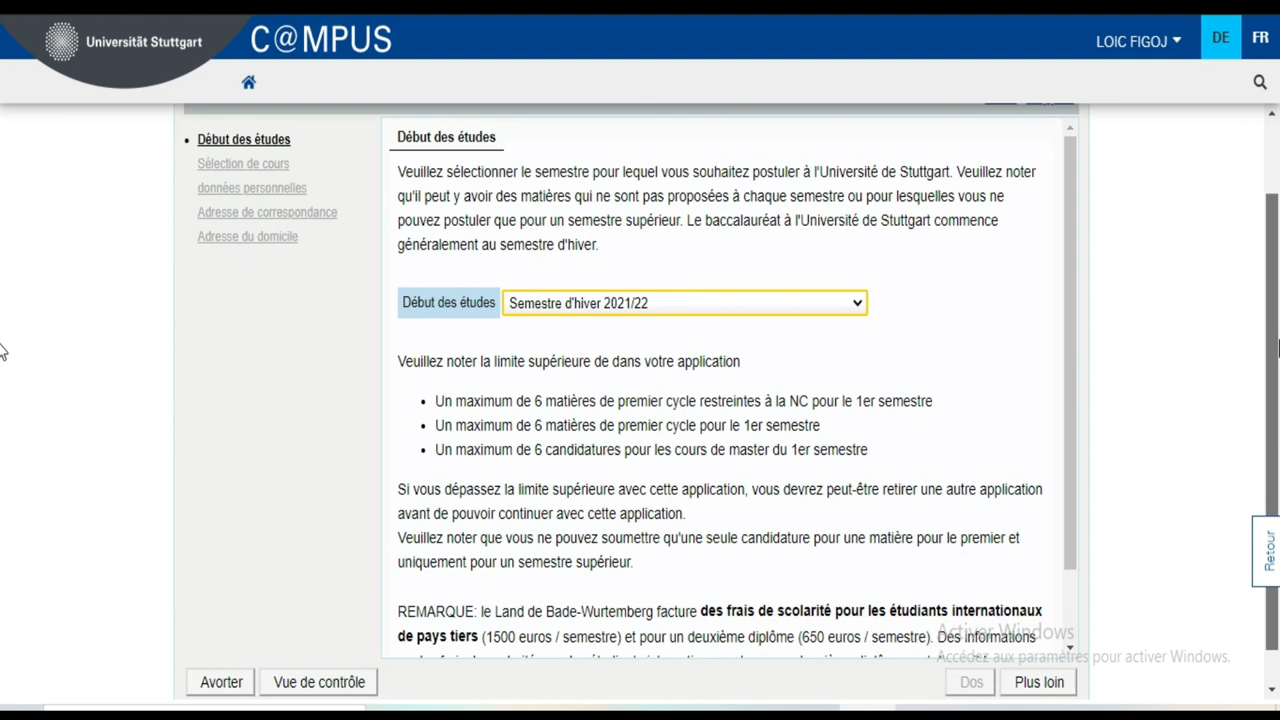 Universität Stuttgart
C@MPUS
LOIC FIGOJ
DE
FR
Début des études
Sélection de cours
données personnelles
Adresse de correspondance
Adresse du domicile
Début des études
Veuillez sélectionner le semestre pour lequel vous souhaitez postuler à l'Université de Stuttgart. Veuillez noter
qu'il peut y avoir des matières qui ne sont pas proposées à chaque semestre ou pour lesquelles vous ne
pouvez postuler que pour un semestre supérieur. Le baccalauréat à l'Université de Stuttgart commence
généralement au semestre d'hiver.
Début des études Semestre d'hiver 2021/22
Veuillez noter la limite supérieure de dans votre application
• Un maximum de 6 matières de premier cycle restreintes à la NC pour le 1er semestre
• Un maximum de 6 matières de premier cycle pour le 1er semestre
• Un maximum de 6 candidatures pour les cours de master du 1er semestre
Si vous dépassez la limite supérieure avec cette application, vous devrez peut-être retirer une autre application
avant de pouvoir continuer avec cette application.
Veuillez noter que vous ne pouvez soumettre qu'une seule candidature pour une matière pour le premier et
uniquement pour un semestre supérieur.
REMARQUE: le Land de Bade-Wurtemberg facture des frais de scolarité pour les étudiants internationaux
de pays tiers (1500 euros / semestre) et pour un deuxième diplôme (650 euros / semestre). Des informations
Activer Windows
Accédez aux paramètres pour activer Windows.
Retour
Avorter
Vue de contrôle
Dos
Plus loin